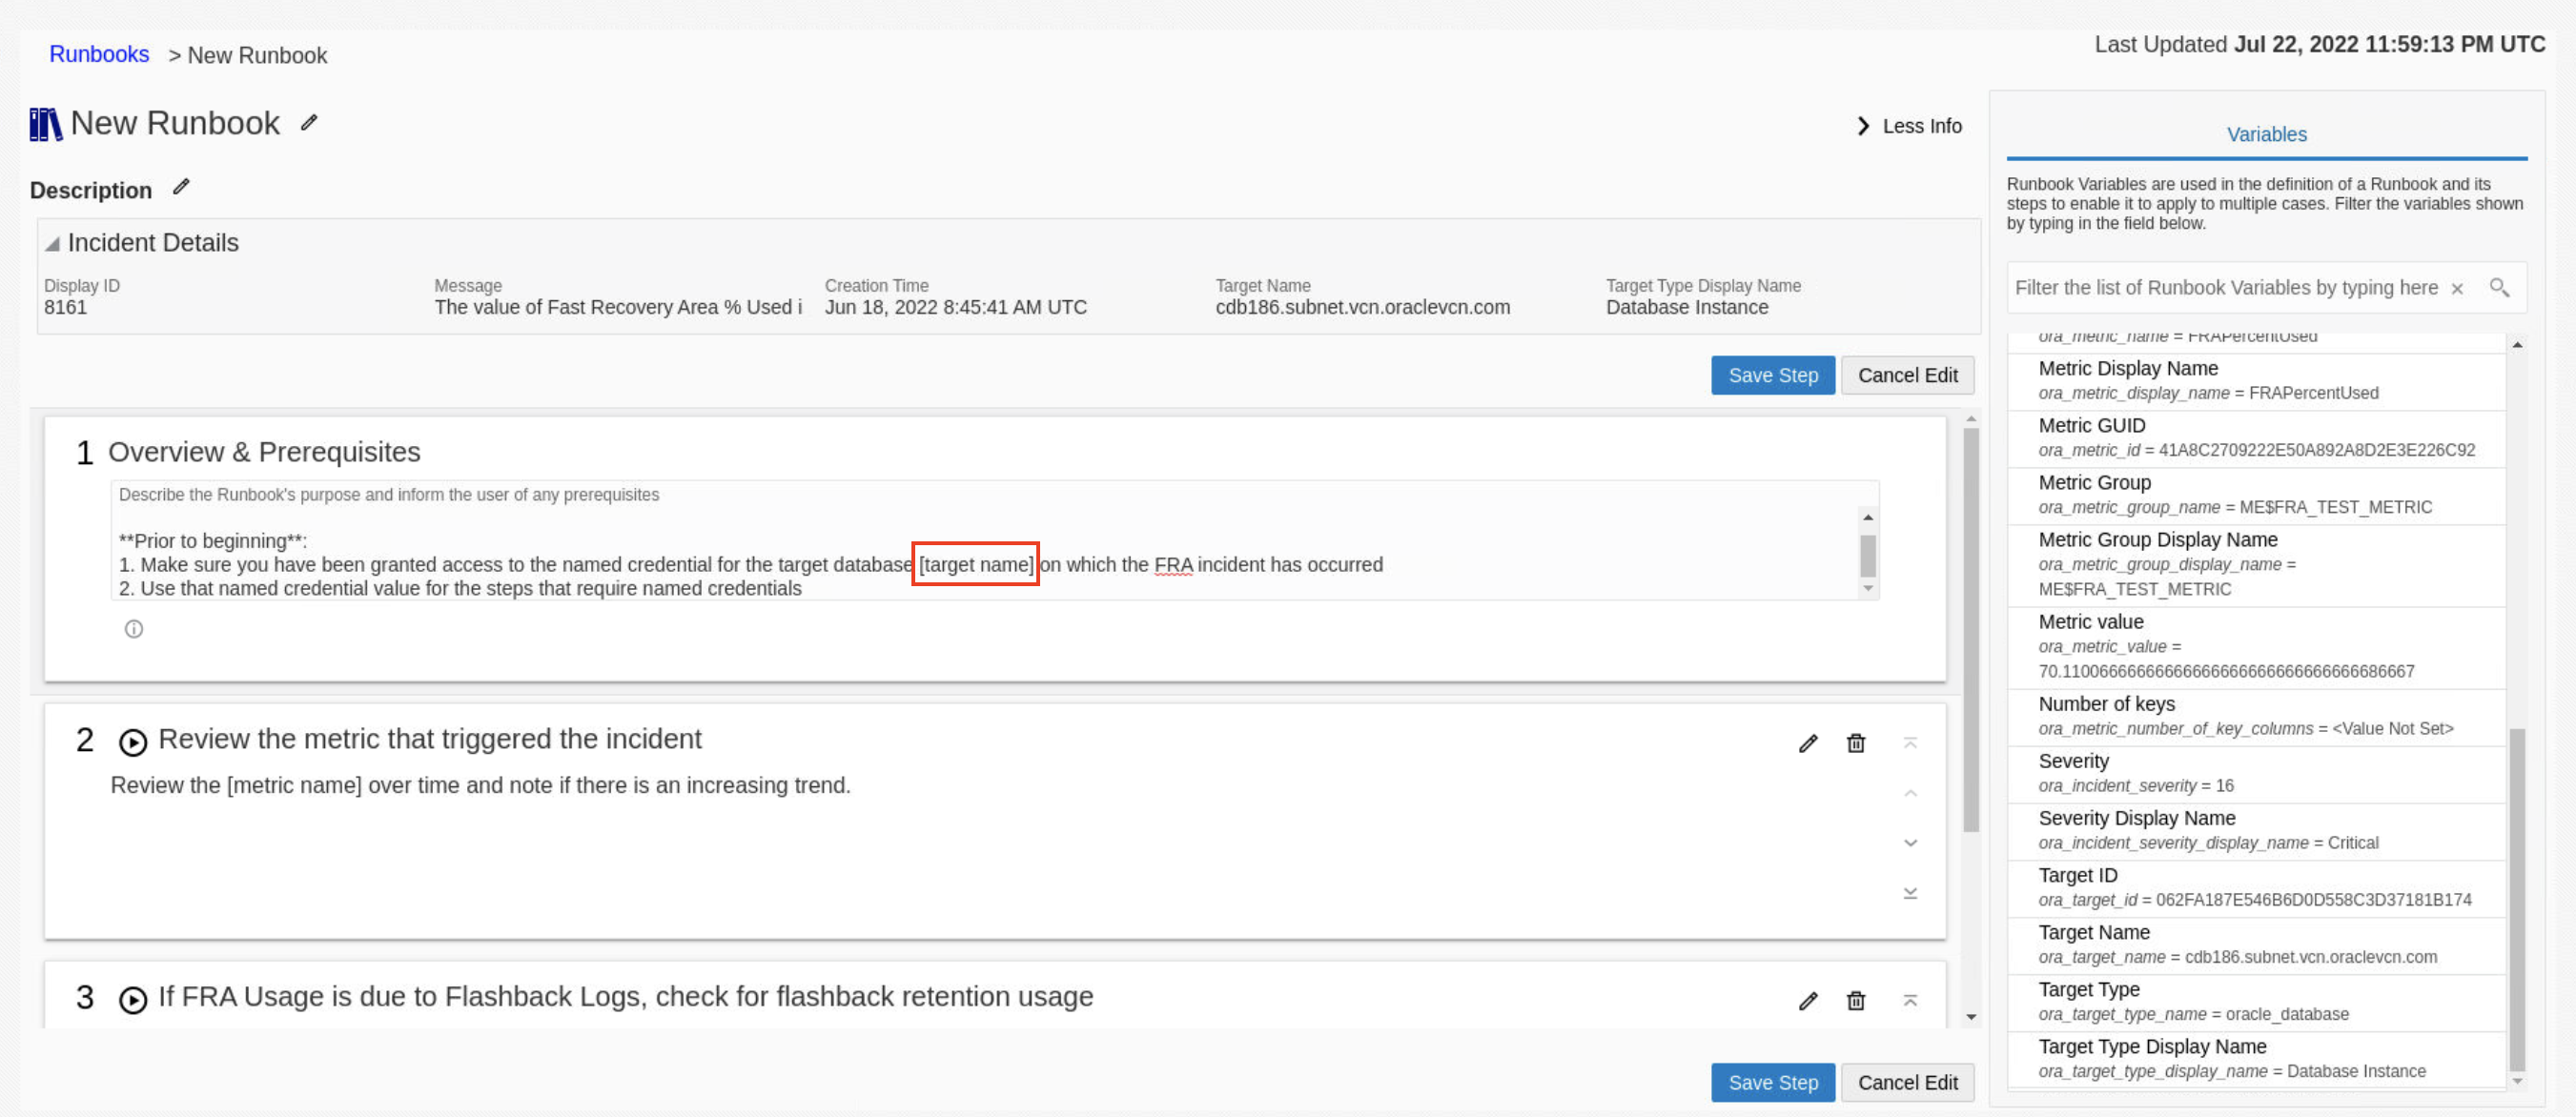 Runbooks > New Runbook
Last Updated Jul 22, 2022 11:59:13 PM UTC
New Runbook
Less Info
Description
Incident Details
Display ID Message Creation Time Target Name Target Type Display Name
8161 The value of Fast Recovery Area % Used i Jun 18, 2022 8:45:41 AM UTC cdb186.subnet.vcn.oraclevcn.com Database Instance
Save Step Cancel Edit
1 Overview & Prerequisites
Describe the Runbook's purpose and inform the user of any prerequisites
**Prior to beginning**:
1. Make sure you have been granted access to the named credential for the target database [target name] on which the FRA incident has occurred
2. Use that named credential value for the steps that require named credentials
2 Review the metric that triggered the incident
Review the [metric name] over time and note if there is an increasing trend.
3 If FRA Usage is due to Flashback Logs, check for flashback retention usage
Save Step Cancel Edit
Variables
Runbook Variables are used in the definition of a Runbook and its
steps to enable it to apply to multiple cases. Filter the variables shown
by typing in the field below.
Filter the list of Runbook Variables by typing here
ora_metric_name = FRAPercentUsed
Metric Display Name
ora_metric_display_name = FRAPercentUsed
Metric GUID
ora_metric_id = 41A8C2709222E50A892A8D2E3E226C92
Metric Group
ora_metric_group_name = ME$FRA_TEST_METRIC
Metric Group Display Name
ora_metric_group_display_name =
ME$FRA_TEST_METRIC
Metric value
ora_metric_value =
Number of keys
ora_metric_number_of_key_columns = <Value Not Set>
Severity
ora_incident_severity = 16
Severity Display Name
ora_incident_severity_display_name = Critical
Target ID
ora_target_id = 062FA187E546B6D0D558C3D37181B174
Target Name
ora_target_name = cdb186.subnet.vcn.oraclevcn.com
Target Type
ora_target_type_name = oracle_database
Target Type Display Name
ora_target_type_display_name = Database Instance